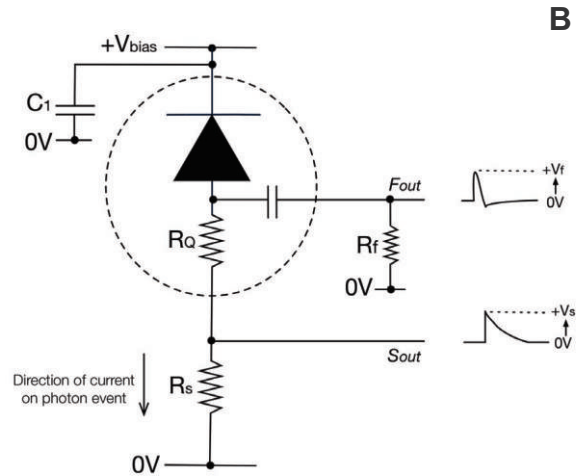 B
+Vbias
C1
0V
Fout
+Vf
0V
RQ
Rf
0V
+Vs
0V
Sout
Direction of current
on photon event
Rs
0V